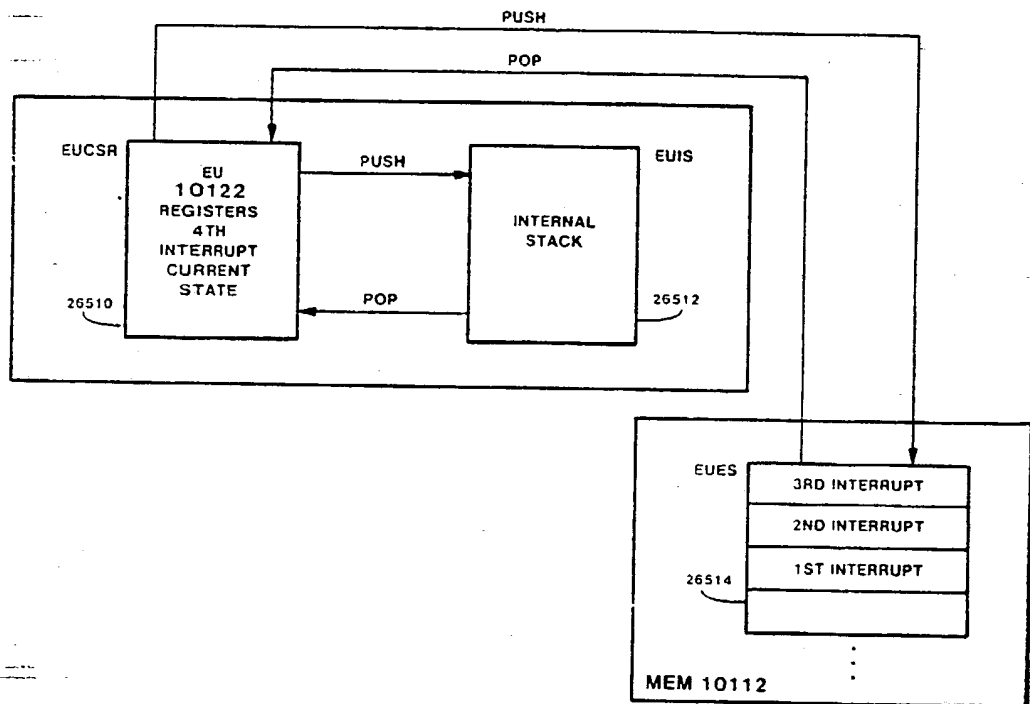 PUSH
POP
EUCSR
EU
10122
REGISTERS
4TH
INTERRUPT
CURRENT
STATE
26510
PUSH
POP
EUIS
INTERNAL
STACK
26512
EUES
3RD INTERRUPT
2ND INTERRUPT
1ST INTERRUPT
26514
MEM 10112